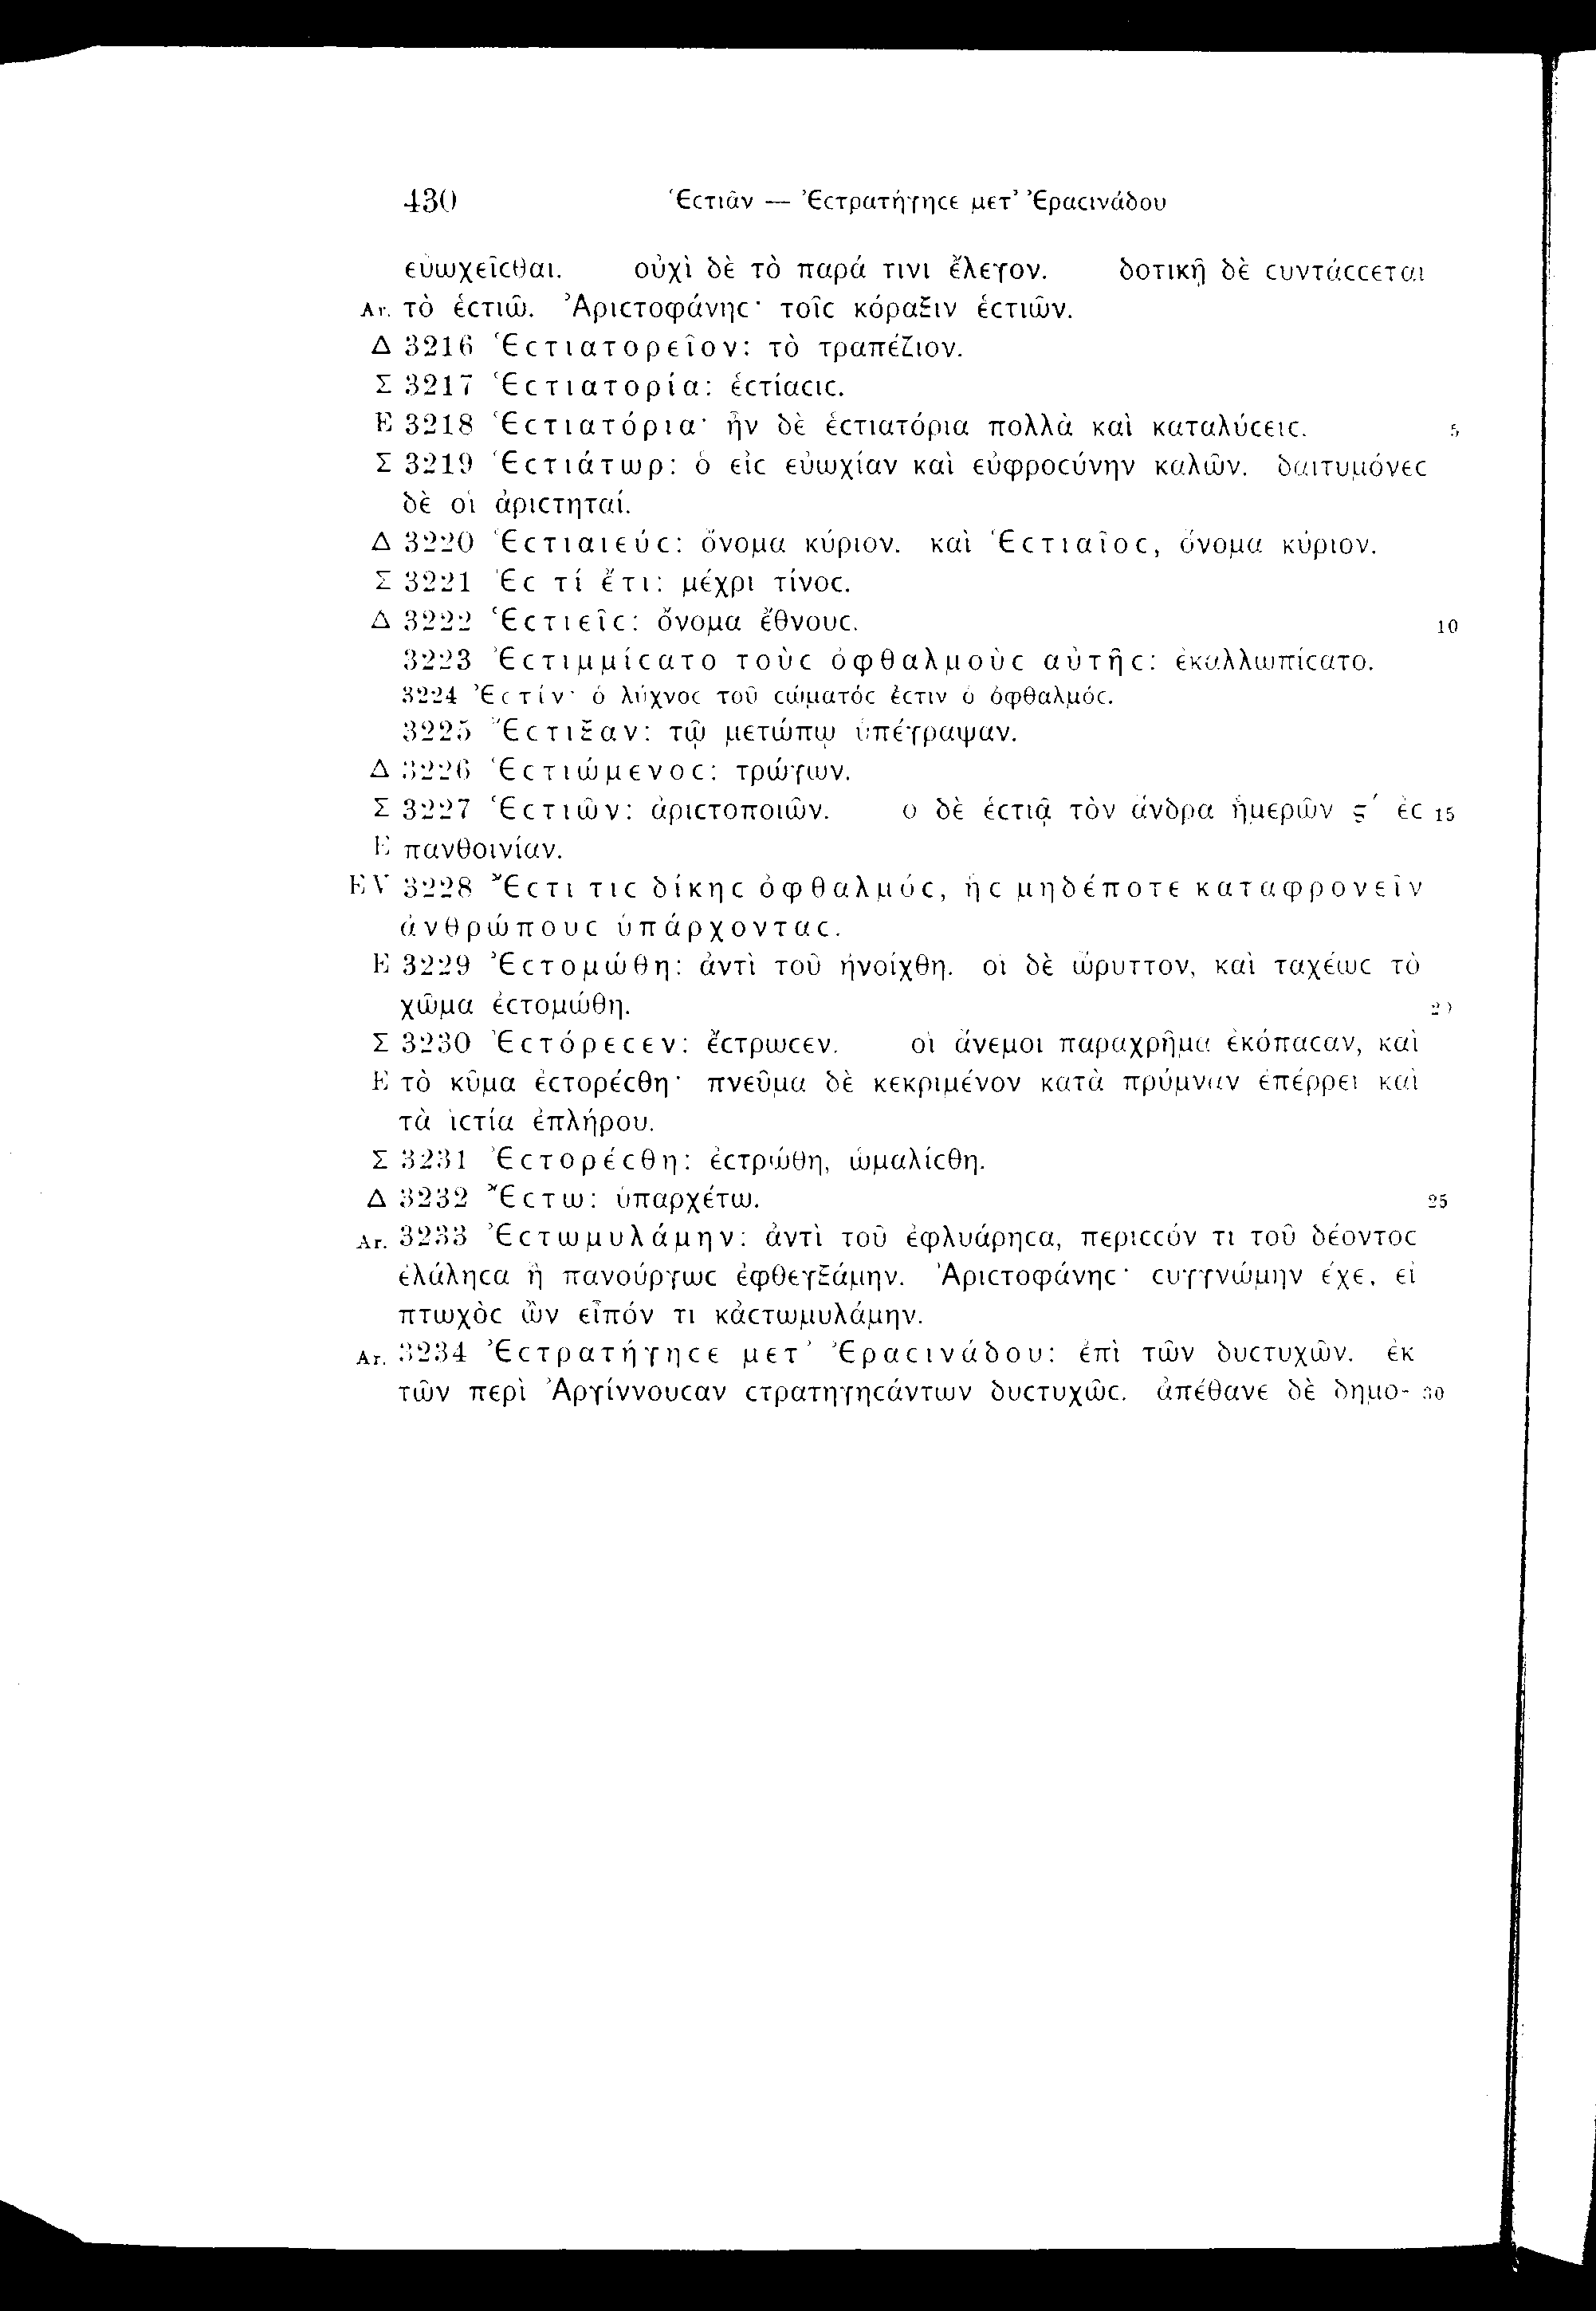 430 Ἑϲτιᾶν — Ἐϲτρατήγηϲε μετ’ Ἐραϲινάδου
εὐωχεῖϲθαι. οὐχὶ δὲ τὸ παρά τινι ἔλεγον. δοτικῇ δὲ ϲυντάϲϲεται
Ar. τὸ ἑϲτιῶ. Ἀριϲτοφάνηϲ· τοῖϲ κόραξιν ἑϲτιῶν.
Δ 3216 Ἑϲτιατορεῖον: τὸ τραπέζιον.
Σ 3217 Ἑϲτιατορία: ἑϲτίαϲιϲ.
E 3218 Ἑϲτιατόρια· ἦν δὲ ἑϲτιατόρια πολλὰ καὶ καταλύϲειϲ. 5
Σ 3219 Ἑϲτιάτωρ: ὁ εἰϲ εὐωχίαν καὶ εὐφροϲύνην καλῶν. δαιτυμόνεϲ
δὲ οἱ ἀριϲτηταί.
Δ 3220 Ἑϲτιαιεύϲ: ὄνομα κύριον. καὶ Ἑϲτιαῖοϲ, ὄνομα κύριον.
Σ 3221 Ἐϲ τί ἔτι: μέχρι τίνοϲ.
Δ 3222 Ἑϲτιεῖϲ: ὄνομα ἔθνουϲ. 10
3223 Ἐϲτιμμίϲατο τοὺϲ ὀφθαλμοὺϲ αὐτῆϲ: ἐκαλλωπίϲατο.
3224 Ἐϲτίν· ὁ λύχνοϲ τοῦ ϲώματόϲ ἐϲτιν ὁ ὀφθαλμόϲ.
3225 Ἔϲτιξαν: τῷ μετώπῳ ὑπέγραψαν.
Δ 3226 Ἑϲτιώμενοϲ: τρώγων.
Σ 3227 Ἑϲτιῶν: ἀριϲτοποιῶν. ὁ δὲ ἑϲτιᾷ τὸν ἄνδρα ἡμερῶν ϛʹ ἐϲ 15
E πανθοινίαν.
EV 3228 Ἔϲτι τιϲ δίκηϲ ὀφθαλμόϲ, ἧϲ μηδέποτε καταφρονεῖν
ἀνθρώπουϲ ὑπάρχονταϲ.
E 3229 Ἐϲτομώθη: ἀντὶ τοῦ ἠνοίχθη. οἱ δὲ ὤρυττον, καὶ ταχέωϲ τὸ
χῶμα ἐϲτομώθη. 20
Σ 3230 Ἐϲτόρεϲεν: ἔϲτρωϲεν. οἱ ἄνεμοι παραχρῆμα ἐκόπαϲαν, καὶ
E τὸ κῦμα ἐϲτορέϲθη· πνεῦμα δὲ κεκριμένον κατὰ πρύμναν ἐπέρρει καὶ
τὰ ἱϲτία ἐπλήρου.
Σ 3231 Ἐϲτορέϲθη: ἐϲτρώθη, ὡμαλίϲθη.
Δ 3232 Ἔϲτω: ὑπαρχέτω. 25
Ar. 3233 Ἐϲτωμυλάμην: ἀντὶ τοῦ ἐφλυάρηϲα, περιϲϲόν τι τοῦ δέοντοϲ
ἐλάληϲα ἢ πανούργωϲ ἐφθεγξάμην. Ἀριϲτοφάνηϲ· ϲυγγνώμην ἔχε, εἰ
πτωχὸϲ ὢν εἶπόν τι κἀϲτωμυλάμην.
Ar. 3234 Ἐϲτρατήγηϲε μετ’ Ἐραϲινάδου: ἐπὶ τῶν δυϲτυχῶν. ἐκ
τῶν περὶ Ἀργίννουϲαν ϲτρατηγηϲάντων δυϲτυχῶϲ. ἀπέθανε δὲ δημο- 30